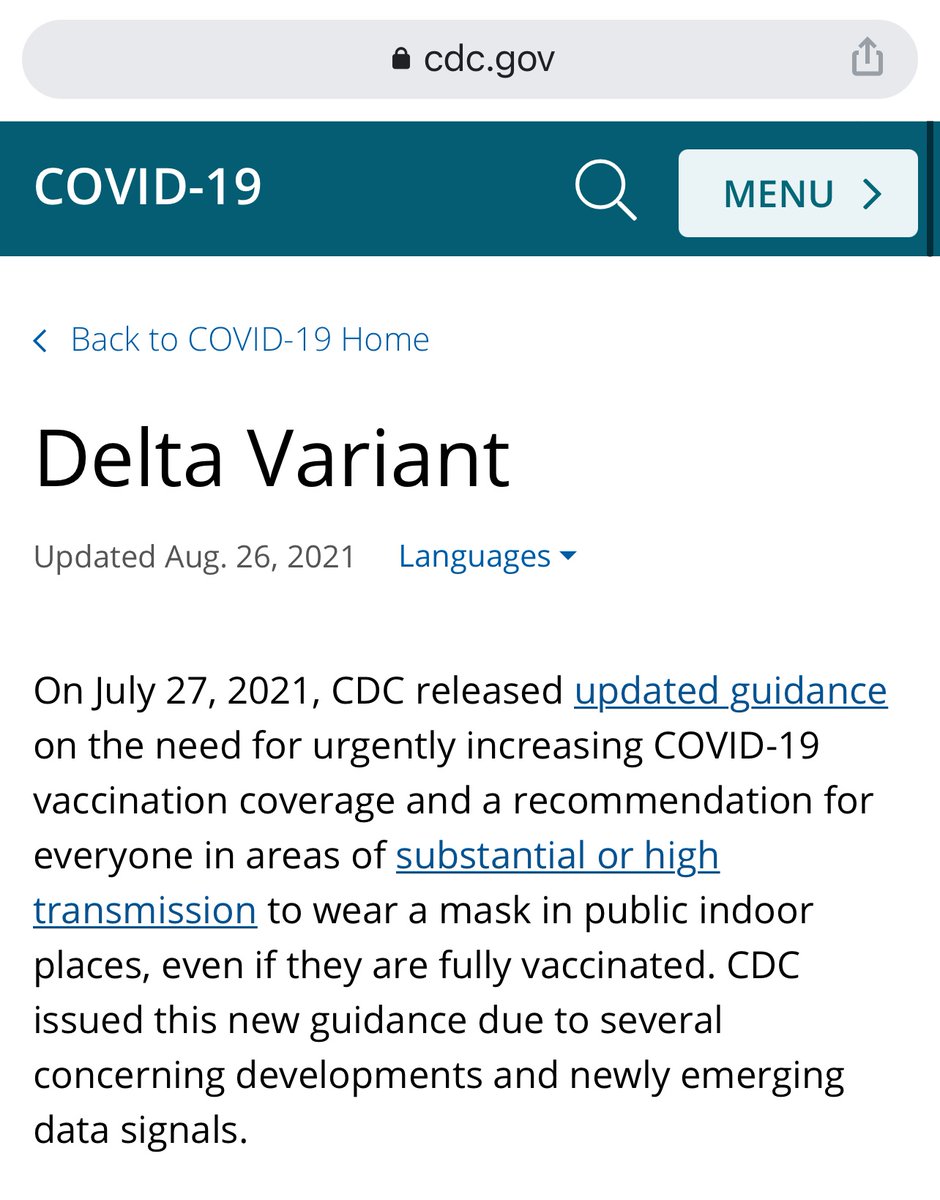 cdc.gov
COVID-19
MENU
Back to COVID-19 Home
Delta Variant
Updated Aug. 26, 2021 Languages
On July 27, 2021, CDC released updated guidance
on the need for urgently increasing COVID-19
vaccination coverage and a recommendation for
everyone in areas of substantial or high
transmission to wear a mask in public indoor
places, even if they are fully vaccinated. CDC
issued this new guidance due to several
concerning developments and newly emerging
data signals.